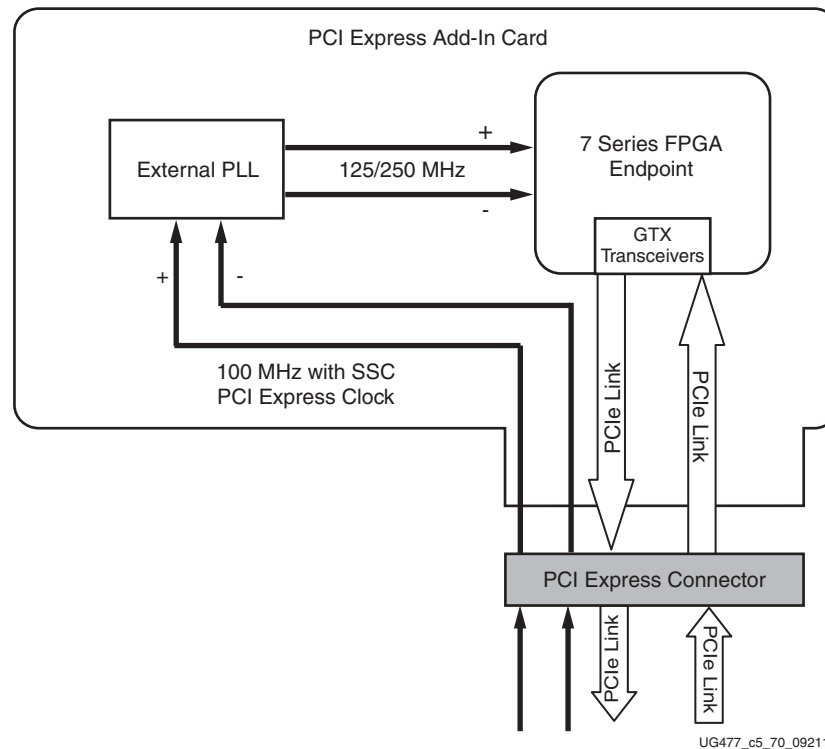 PCI Express Add-In Card
External PLL
+
125/250 MHz
-
7 Series FPGA
Endpoint
GTX
Transceivers
+
-
100 MHz with SSC
PCI Express Clock
PCIe Link
PCIe Link
PCI Express Connector
PCIe Link
PCIe Link
UG477_c5_70_09211